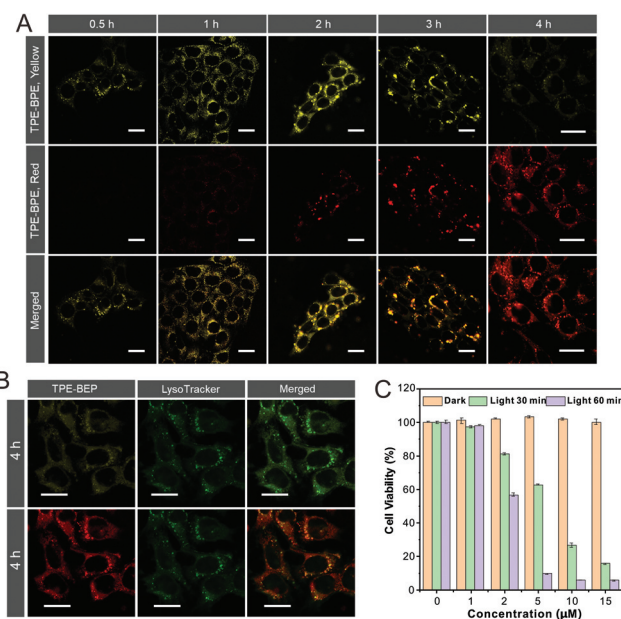 A
0.5 h
1 h
2 h
3 h
4 h
TPE-BPE, Yellow
TPE-BPE, Red
Merged
B
TPE-BEP
LysoTracker
Merged
4 h
4 h
C
120
100
80
60
40
20
0
Cell Viability (%)
Dark
Light 30 min
Light 60 min
0
1
2
5
10
15
Concentration (μM)